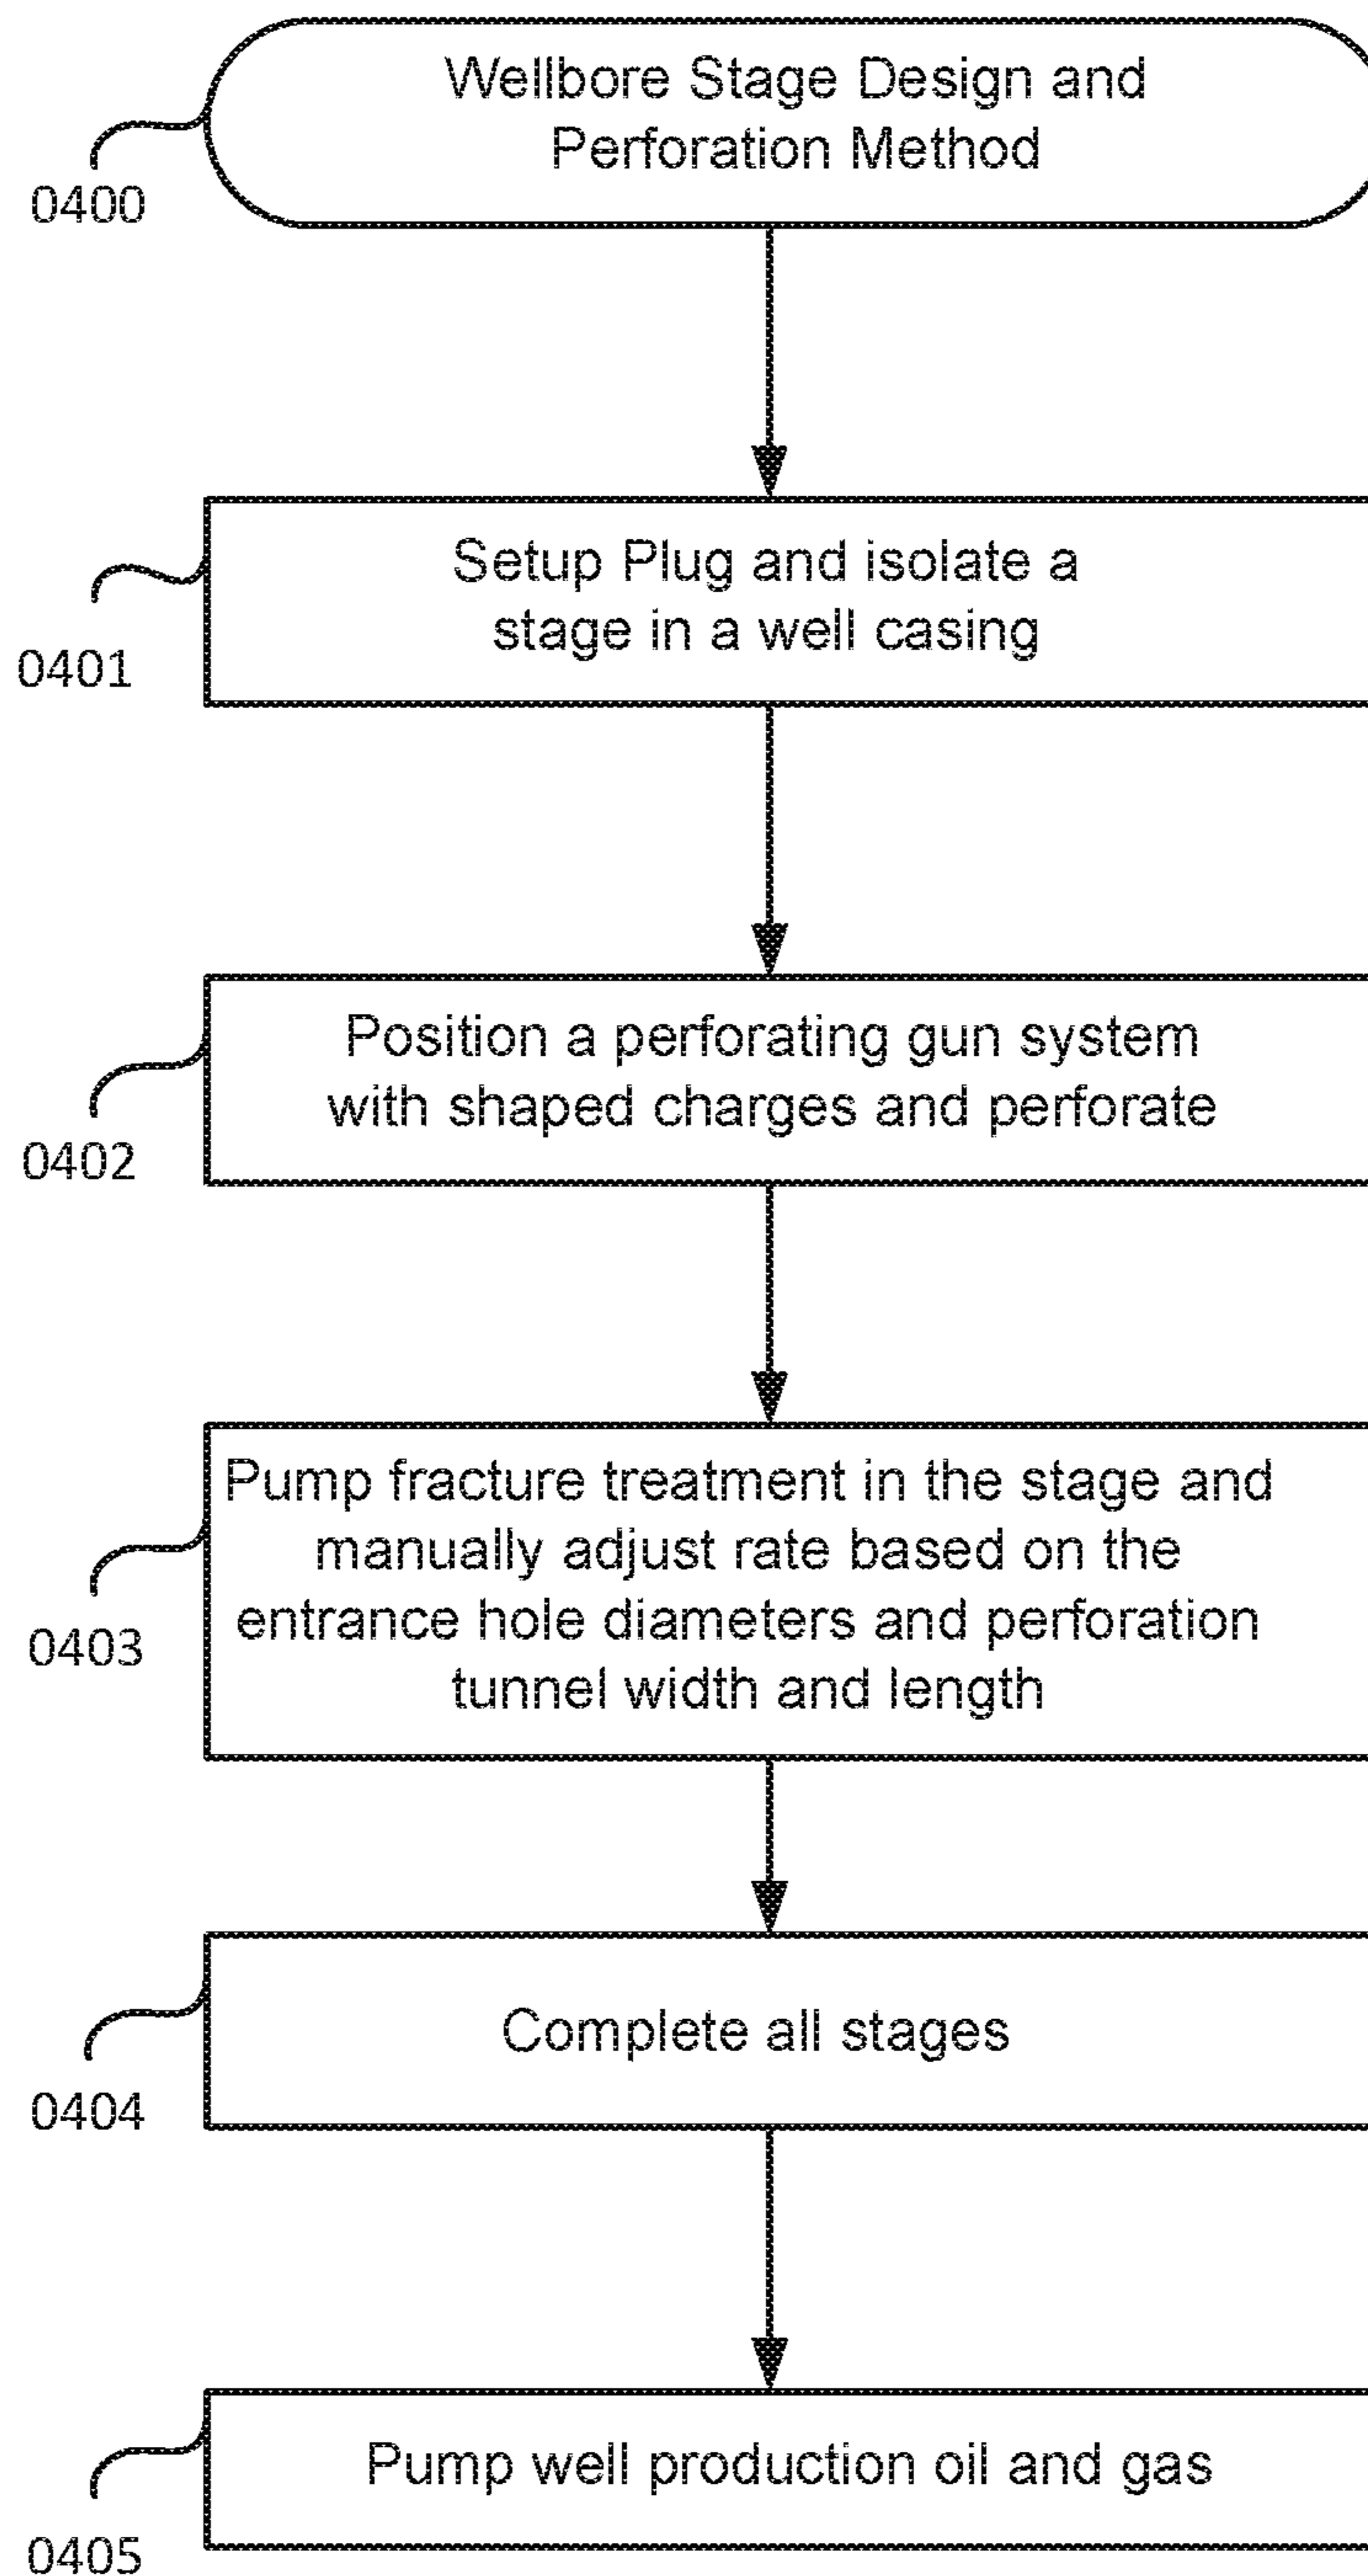 Wellbore Stage Design and
Perforation Method
0400
Setup Plug and isolate a
stage in a well casing
0401
Position a perforating gun system
with shaped charges and perforate
0402
Pump fracture treatment in the stage and
manually adjust rate based on the
entrance hole diameters and perforation
tunnel width and length
0403
Complete all stages
0404
Pump well production oil and gas
0405